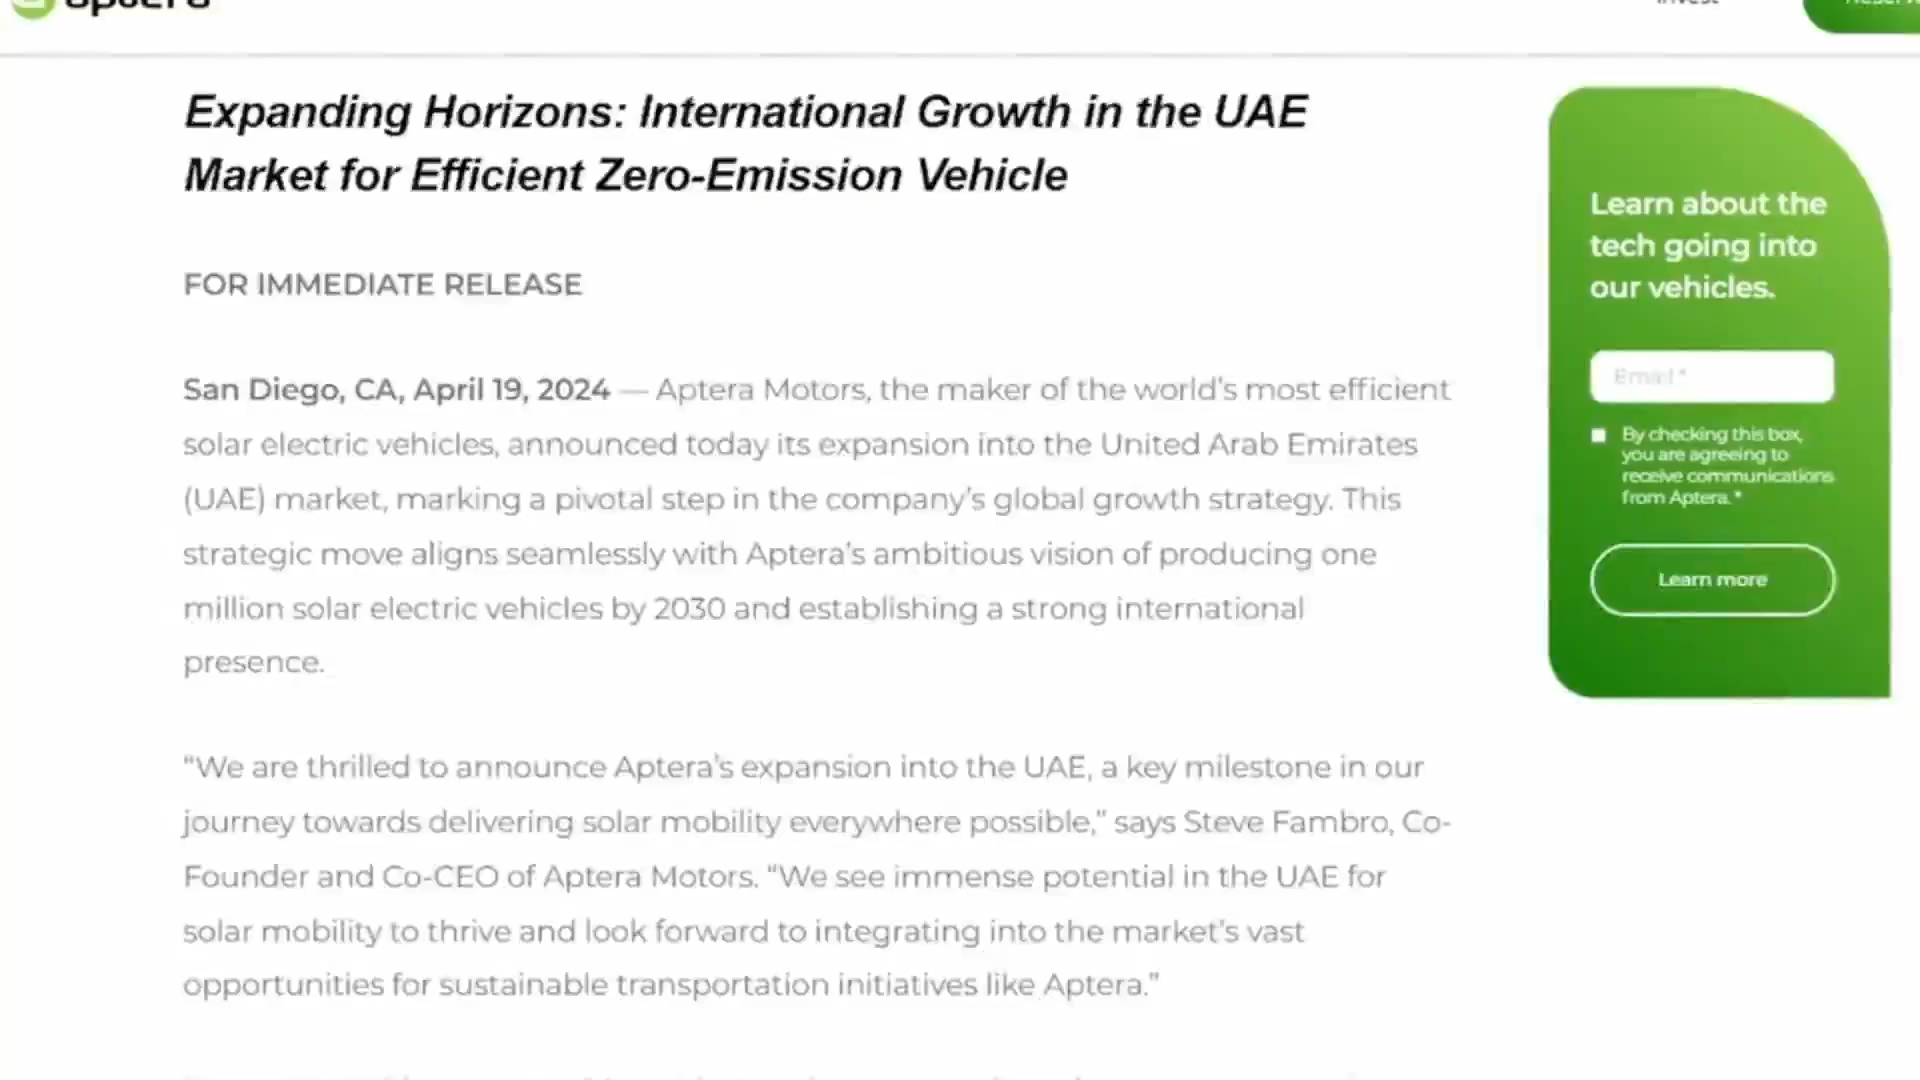 aptera
Invest
Expanding Horizons: International Growth in the UAE
Market for Efficient Zero-Emission Vehicle
FOR IMMEDIATE RELEASE
San Diego, CA, April 19, 2024 — Aptera Motors, the maker of the world’s most efficient
solar electric vehicles, announced today its expansion into the United Arab Emirates
(UAE) market, marking a pivotal step in the company’s global growth strategy. This
strategic move aligns seamlessly with Aptera’s ambitious vision of producing one
million solar electric vehicles by 2030 and establishing a strong international
presence.
“We are thrilled to announce Aptera’s expansion into the UAE, a key milestone in our
journey towards delivering solar mobility everywhere possible,” says Steve Fambro, Co-
Founder and Co-CEO of Aptera Motors. “We see immense potential in the UAE for
solar mobility to thrive and look forward to integrating into the market’s vast
opportunities for sustainable transportation initiatives like Aptera.”
Learn about the
tech going into
our vehicles.
Email*
By checking this box,
you are agreeing to
receive communications
from Aptera.*
Learn more